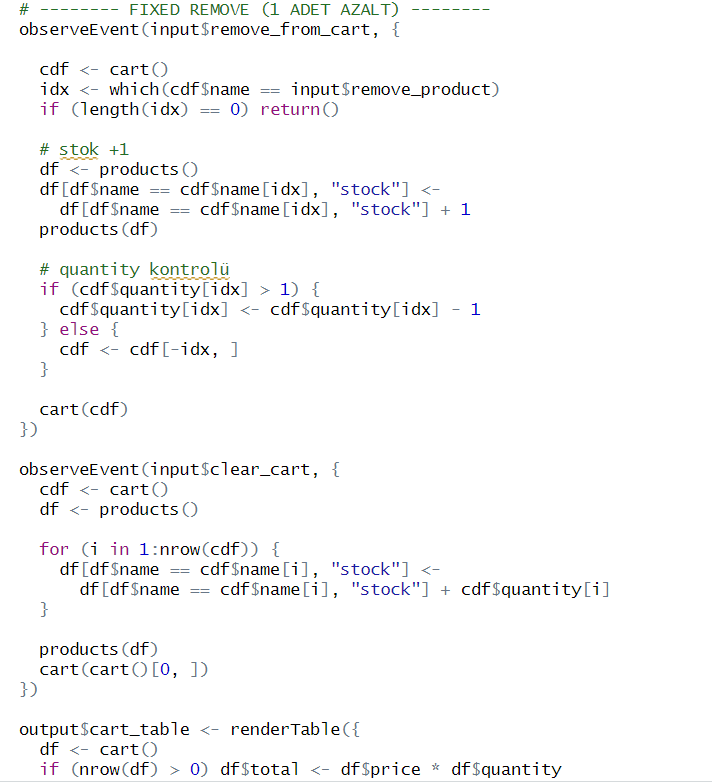 # -------- FIXED REMOVE (1 ADET AZALT) --------
observeEvent(input$remove_from_cart, {

  cdf <- cart()
  idx <- which(cdf$name == input$remove_product)
  if (length(idx) == 0) return()

  # stok +1
  df <- products()
  df[df$name == cdf$name[idx], "stock"] <-
    df[df$name == cdf$name[idx], "stock"] + 1
  products(df)

  # quantity kontrolü
  if (cdf$quantity[idx] > 1) {
    cdf$quantity[idx] <- cdf$quantity[idx] - 1
  } else {
    cdf <- cdf[-idx, ]
  }

  cart(cdf)
})

observeEvent(input$clear_cart, {
  cdf <- cart()
  df <- products()

  for (i in 1:nrow(cdf)) {
    df[df$name == cdf$name[i], "stock"] <-
      df[df$name == cdf$name[i], "stock"] + cdf$quantity[i]
  }

  products(df)
  cart(cart()[0, ])
})

output$cart_table <- renderTable({
  df <- cart()
  if (nrow(df) > 0) df$total <- df$price * df$quantity